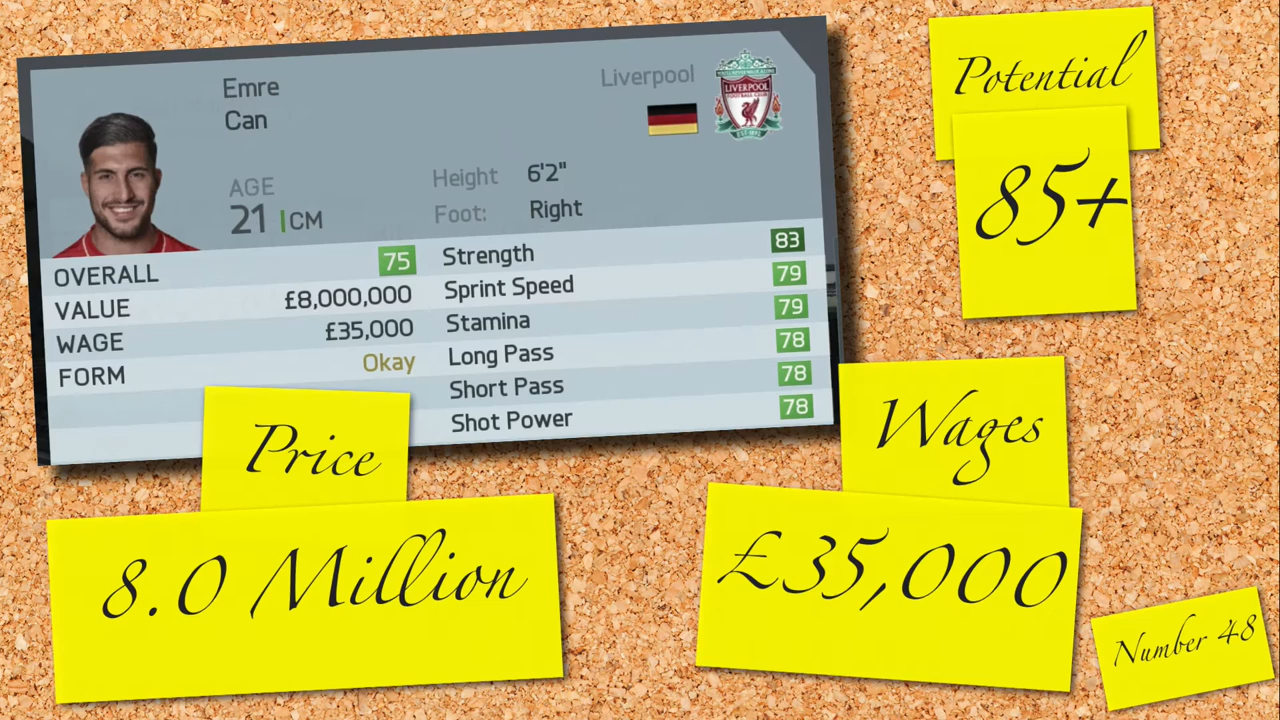 Emre
Can
Liverpool
LIVERPOOL
AGE
21 CM
Height 6'2"
Foot: Right
OVERALL 75
VALUE £8,000,000
WAGE £35,000
FORM Okay
Strength 83
Sprint Speed 79
Stamina 79
Long Pass 78
Short Pass 78
Shot Power 78
Potential
85+
Price
8.0 Million
Wages
£35,000
Number 48